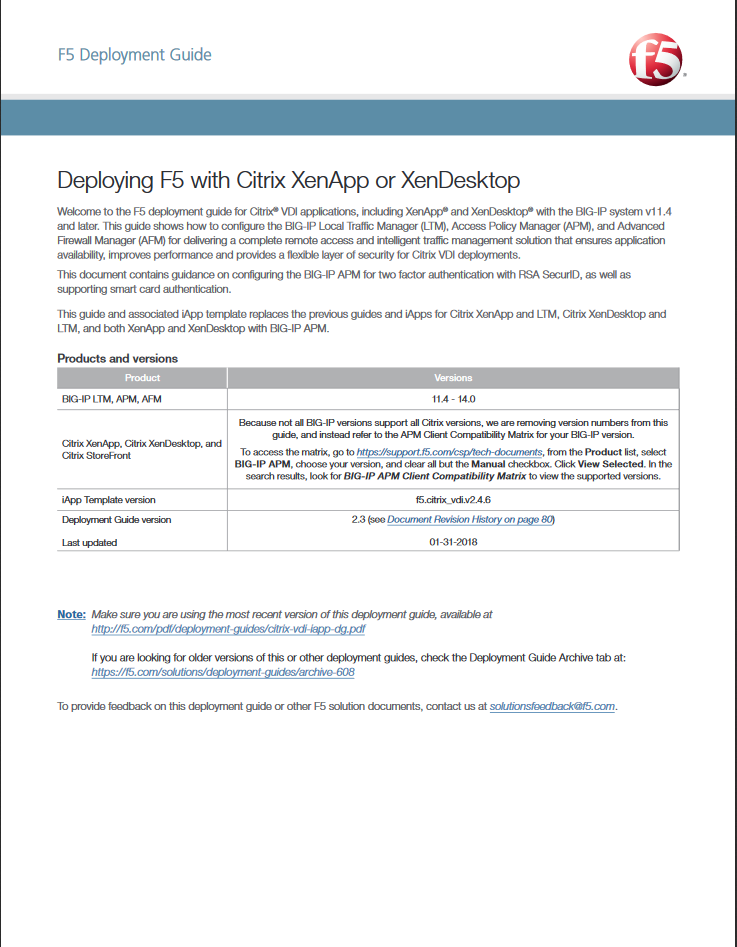 F5 Deployment Guide
f5
Deploying F5 with Citrix XenApp or XenDesktop
Welcome to the F5 deployment guide for Citrix® VDI applications, including XenApp® and XenDesktop® with the BIG-IP system v11.4
and later. This guide shows how to configure the BIG-IP Local Traffic Manager (LTM), Access Policy Manager (APM), and Advanced
Firewall Manager (AFM) for delivering a complete remote access and intelligent traffic management solution that ensures application
availability, improves performance and provides a flexible layer of security for Citrix VDI deployments.
This document contains guidance on configuring the BIG-IP APM for two factor authentication with RSA SecurID, as well as
supporting smart card authentication.
This guide and associated iApp template replaces the previous guides and iApps for Citrix XenApp and LTM, Citrix XenDesktop and
LTM, and both XenApp and XenDesktop with BIG-IP APM.
Products and versions
Product Versions
BIG-IP LTM, APM, AFM 11.4 - 14.0
Citrix XenApp, Citrix XenDesktop, and
Citrix StoreFront
Because not all BIG-IP versions support all Citrix versions, we are removing version numbers from this
guide, and instead refer to the APM Client Compatibility Matrix for your BIG-IP version.
To access the matrix, go to https://support.f5.com/csp/tech-documents, from the Product list, select
BIG-IP APM, choose your version, and clear all but the Manual checkbox. Click View Selected. In the
search results, look for BIG-IP APM Client Compatibility Matrix to view the supported versions.
iApp Template version f5.citrix_vdi.v2.4.6
Deployment Guide version 2.3 (see Document Revision History on page 80)
Last updated 01-31-2018
Note: Make sure you are using the most recent version of this deployment guide, available at
http://f5.com/pdf/deployment-guides/citrix-vdi-iapp-dg.pdf
If you are looking for older versions of this or other deployment guides, check the Deployment Guide Archive tab at:
https://f5.com/solutions/deployment-guides/archive-608
To provide feedback on this deployment guide or other F5 solution documents, contact us at solutionsfeedback@f5.com.